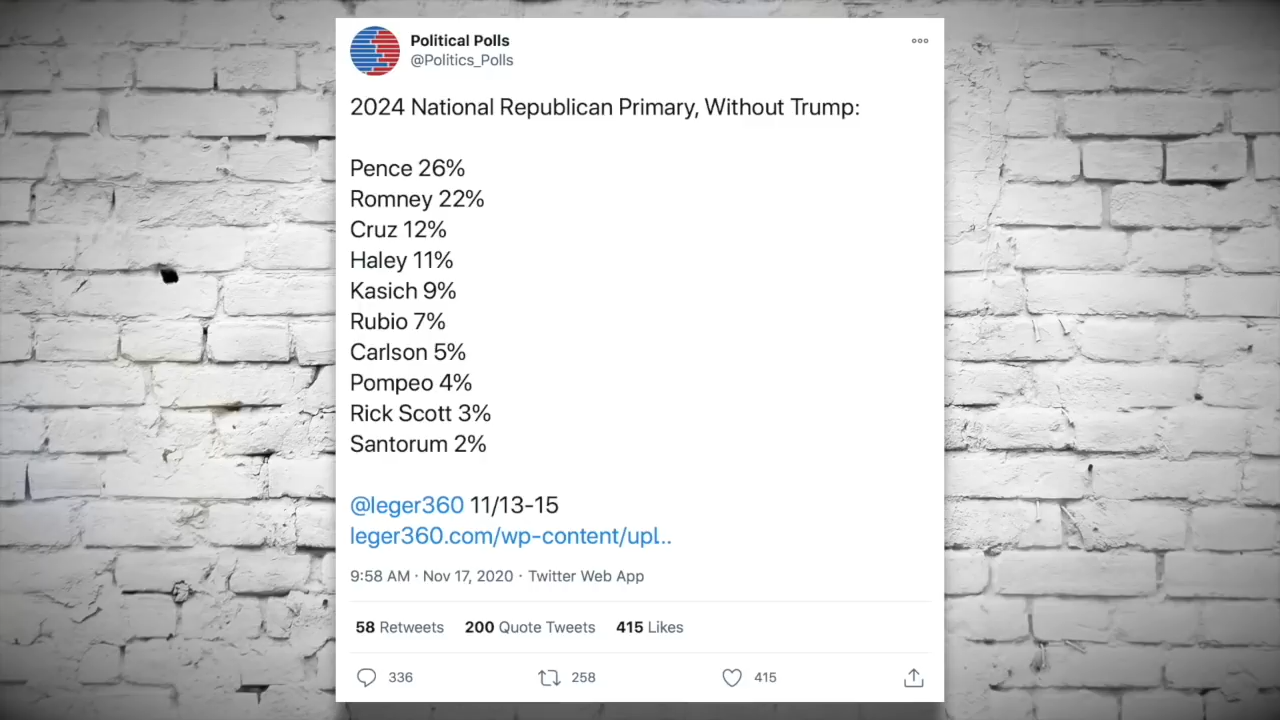 Political Polls
@Politics_Polls
2024 National Republican Primary, Without Trump:
Pence 26%
Romney 22%
Cruz 12%
Haley 11%
Kasich 9%
Rubio 7%
Carlson 5%
Pompeo 4%
Rick Scott 3%
Santorum 2%
@leger360 11/13-15
leger360.com/wp-content/upl..
9:58 AM · Nov 17, 2020 · Twitter Web App
58 Retweets 200 Quote Tweets 415 Likes
336 258 415